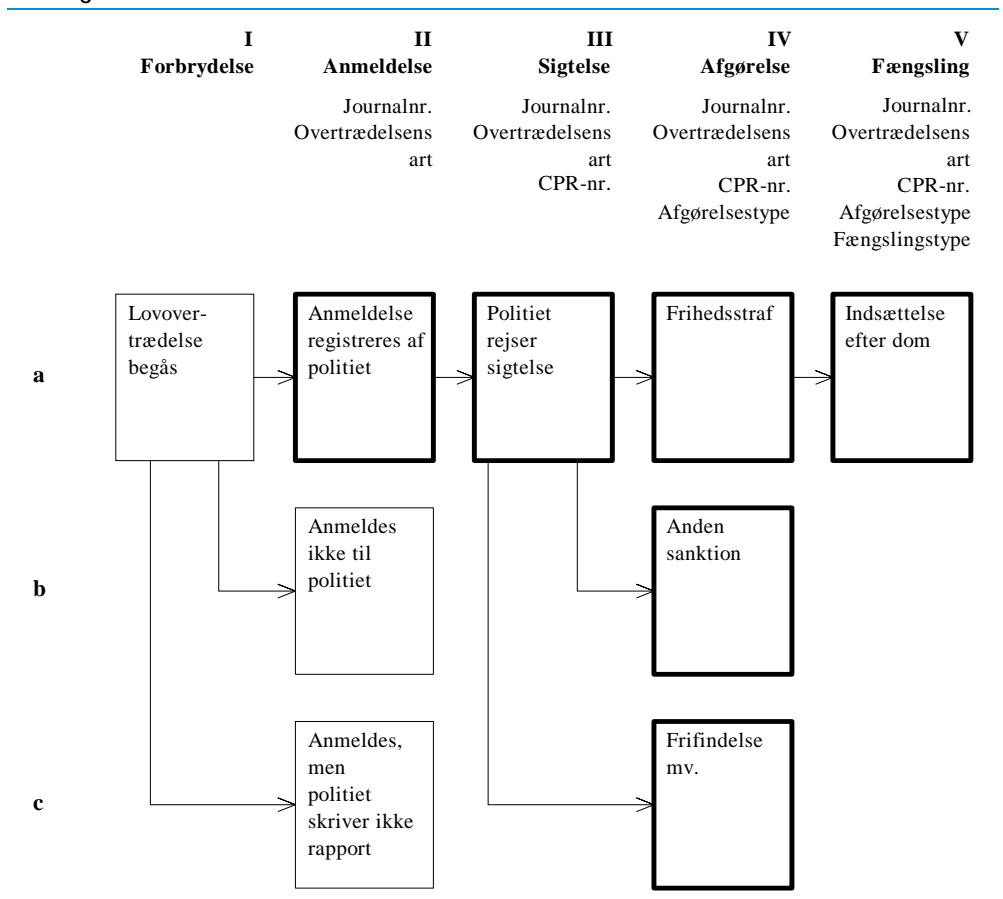 I
II
III
IV
V
Forbrydelse
Anmeldelse
Sigtelse
Afgørelse
Fængsling
Journalnr.
Overtrædelsens
art
Journalnr.
Overtrædelsens
art
CPR-nr.
Journalnr.
Overtrædelsens
art
CPR-nr.
Afgørelsestype
Journalnr.
Overtrædelsens
art
CPR-nr.
Afgørelsestype
Fængslingstype
a
Lovover-
trædelse
begås
Anmeldelse
registreres af
politiet
Politiet
rejser
sigtelse
Frihedsstraf
Indsættelse
efter dom
b
Anmeldes
ikke til
politiet
Anden
sanktion
c
Anmeldes,
men
politiet
skriver ikke
rapport
Frifindelse
mv.